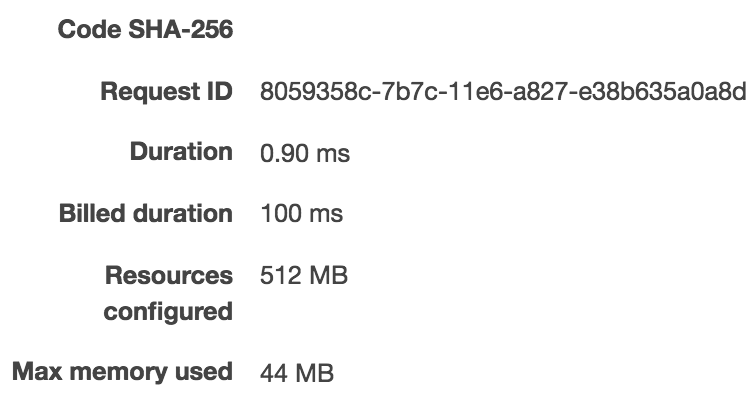 Code SHA-256
Request ID 8059358c-7b7c-11e6-a827-e38b635a0a8d
Duration 0.90 ms
Billed duration 100 ms
Resources 512 MB
configured
Max memory used 44 MB